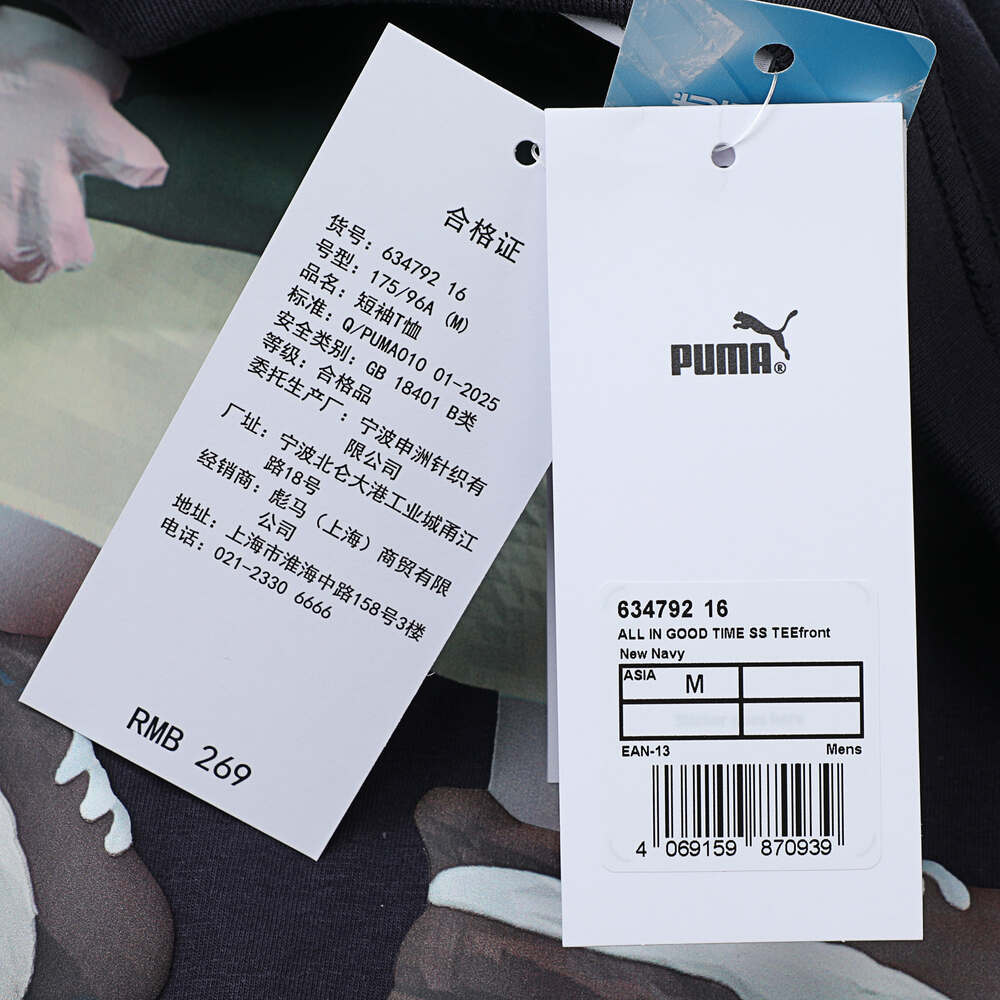 合格证
货号: 634792 16
号型: 175/96A (M)
品名: 短袖T恤
标准: Q/PUMA010 01-2025
安全类别: GB 18401 B类
等级: 合格品
委托生产厂: 宁波申洲针织有
限公司
厂址: 宁波北仑大港工业城甬江
路18号
经销商: 彪马（上海）商贸有限
公司
地址: 上海市淮海中路158号3楼
电话: 021-2330 6666
RMB 269
PUMA®
634792 16
ALL IN GOOD TIME SS TEEfront
New Navy
ASIA M
EAN-13 Mens
4 069159 870939